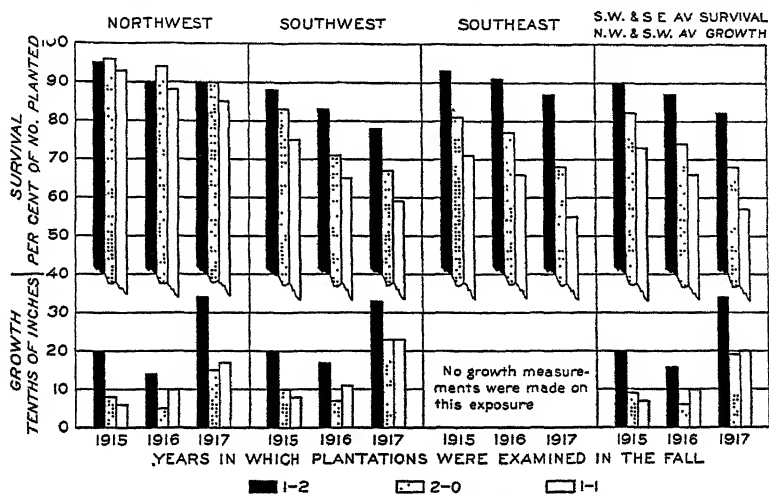 NORTHWEST SOUTHWEST SOUTHEAST S.W. & S E AV SURVIVAL
N.W. & S.W. AV GROWTH
SURVIVAL
PER CENT OF NO. PLANTED
GROWTH
TENTHS OF INCHES
100
90
80
70
60
50
40
30
20
10
0
No growth measure-
ments were made on
this exposure
1915 1916 1917 1915 1916 1917 1915 1916 1917 1915 1916 1917
YEARS IN WHICH PLANTATIONS WERE EXAMINED IN THE FALL
1-2 2-0 1-1